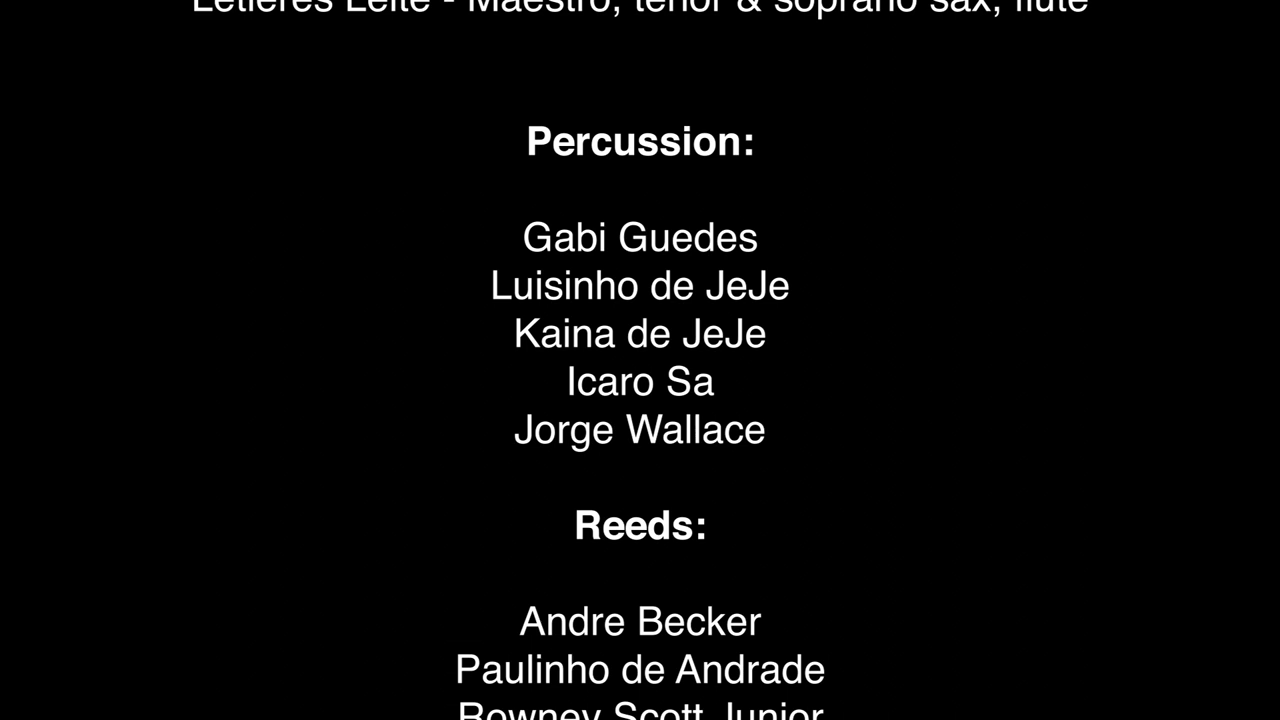 Letieres Leite - Maestro, tenor & soprano sax, flute
Percussion:
Gabi Guedes
Luisinho de JeJe
Kaina de JeJe
Icaro Sa
Jorge Wallace
Reeds:
Andre Becker
Paulinho de Andrade
Rowney Scott Junior